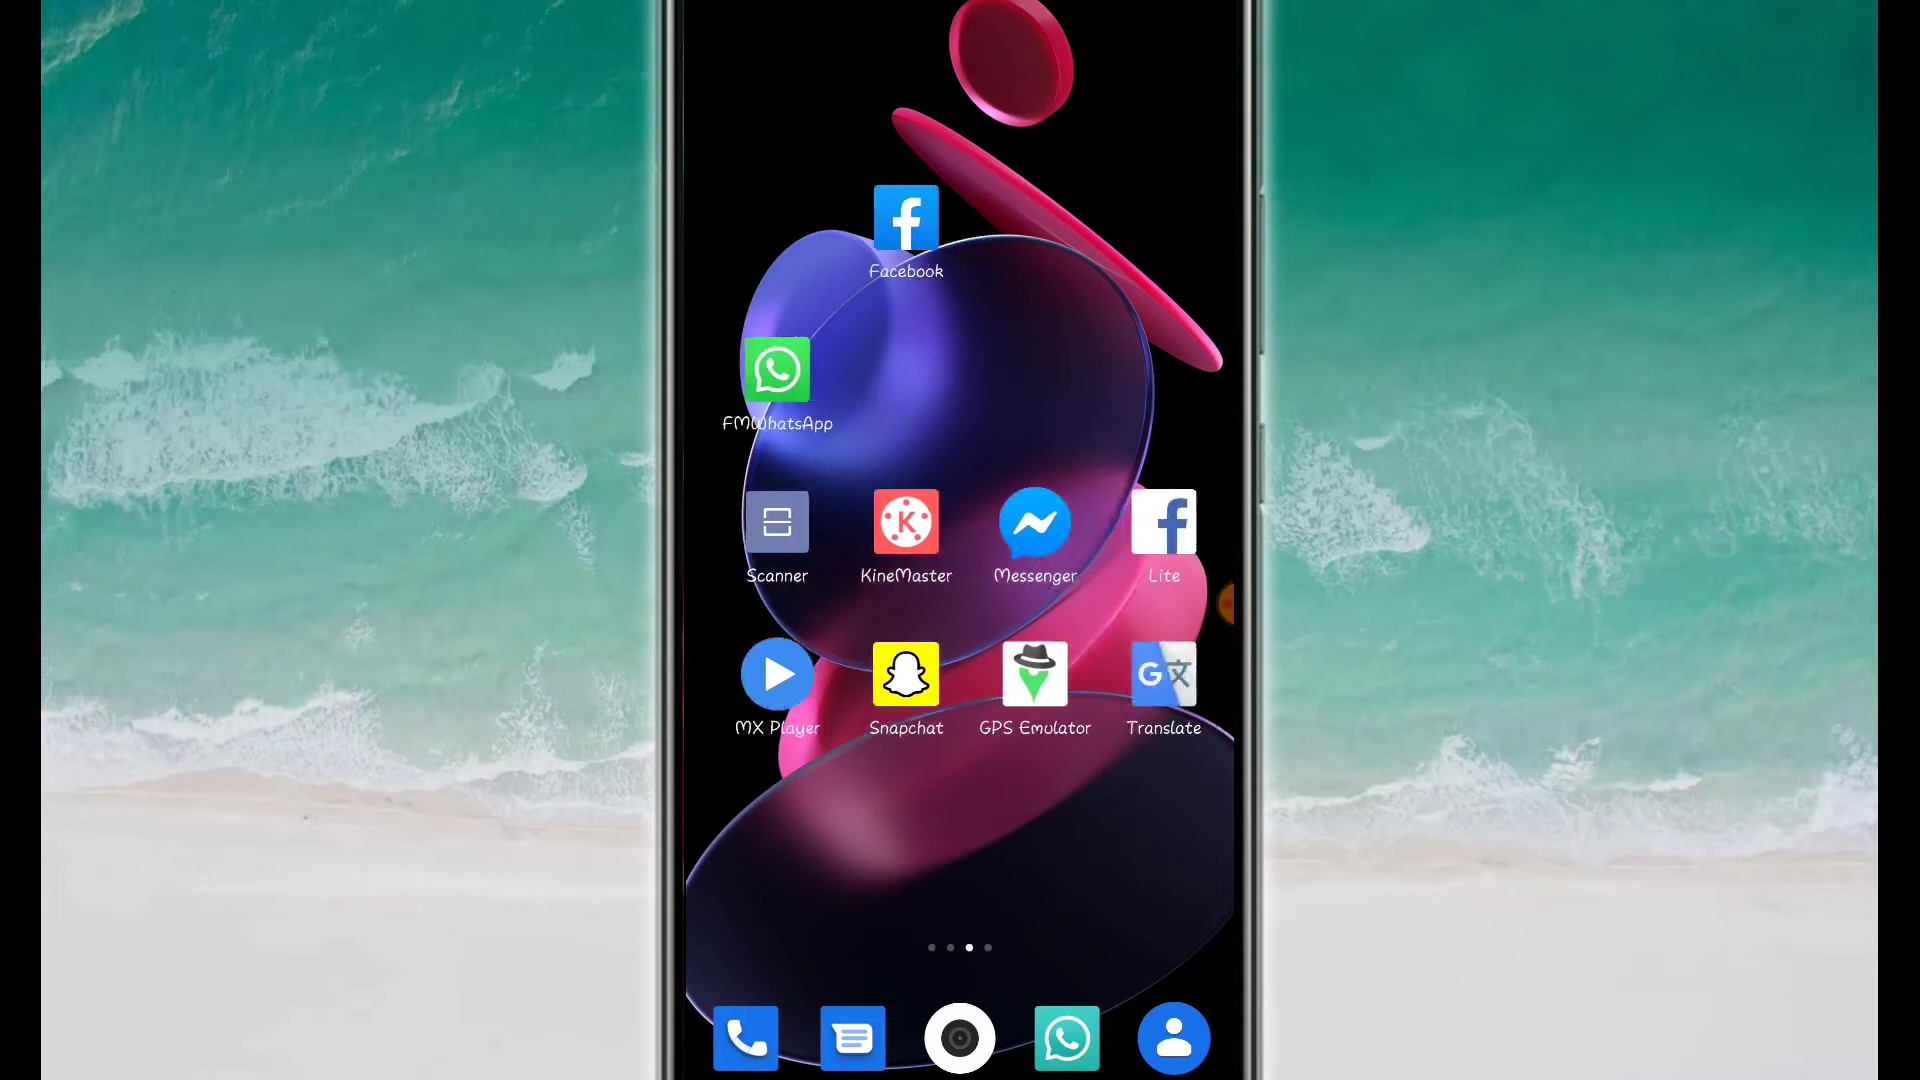 Facebook
FMWhatsApp
Scanner
KineMaster
Messenger
Lite
MX Player
Snapchat
GPS Emulator
Translate